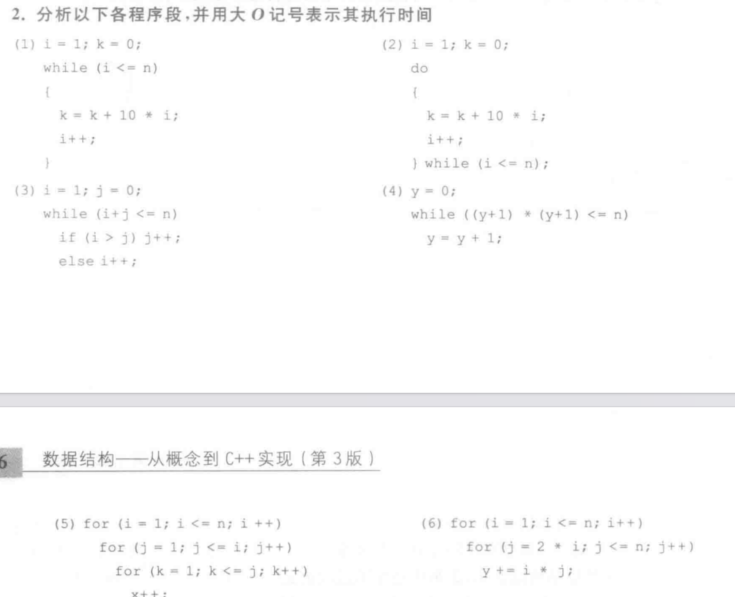 2. 分析以下各程序段,并用大 O 记号表示其执行时间
(1) i = 1; k = 0;
while (i <= n)
{
k = k + 10 * i;
i++;
}
(2) i = 1; k = 0;
do
{
k = k + 10 * i;
i++;
} while (i <= n);
(3) i = 1; j = 0;
while (i+j <= n)
if (i > j) j++;
else i++;
(4) y = 0;
while ((y+1) * (y+1) <= n)
y = y + 1;
6 数据结构——从概念到 C++ 实现(第 3 版)
(5) for (i = 1; i <= n; i ++)
for (j = 1; j <= i; j++)
for (k = 1; k <= j; k++)
x++;
(6) for (i = 1; i <= n; i++)
for (j = 2 * i; j <= n; j++)
y += i * j;